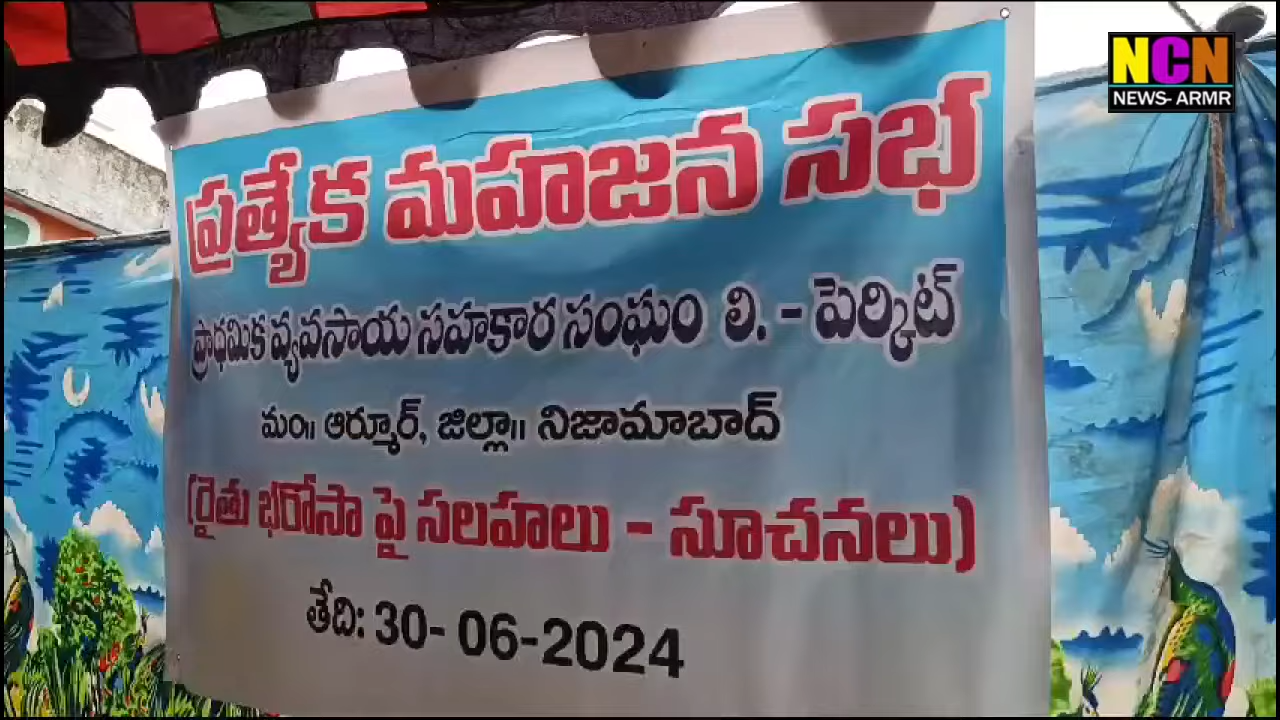 NCN
NEWS- ARMR
ప్రత్యేక మహాజన సభ
ప్రాథమిక వ్యవసాయ సహకార సంఘం లి. - పెర్కిట్
మం॥ ఆర్మూర్, జిల్లా॥ నిజామాబాద్
(రైతు భరోసా పై సలహాలు - సూచనలు)
తేది: 30- 06-2024